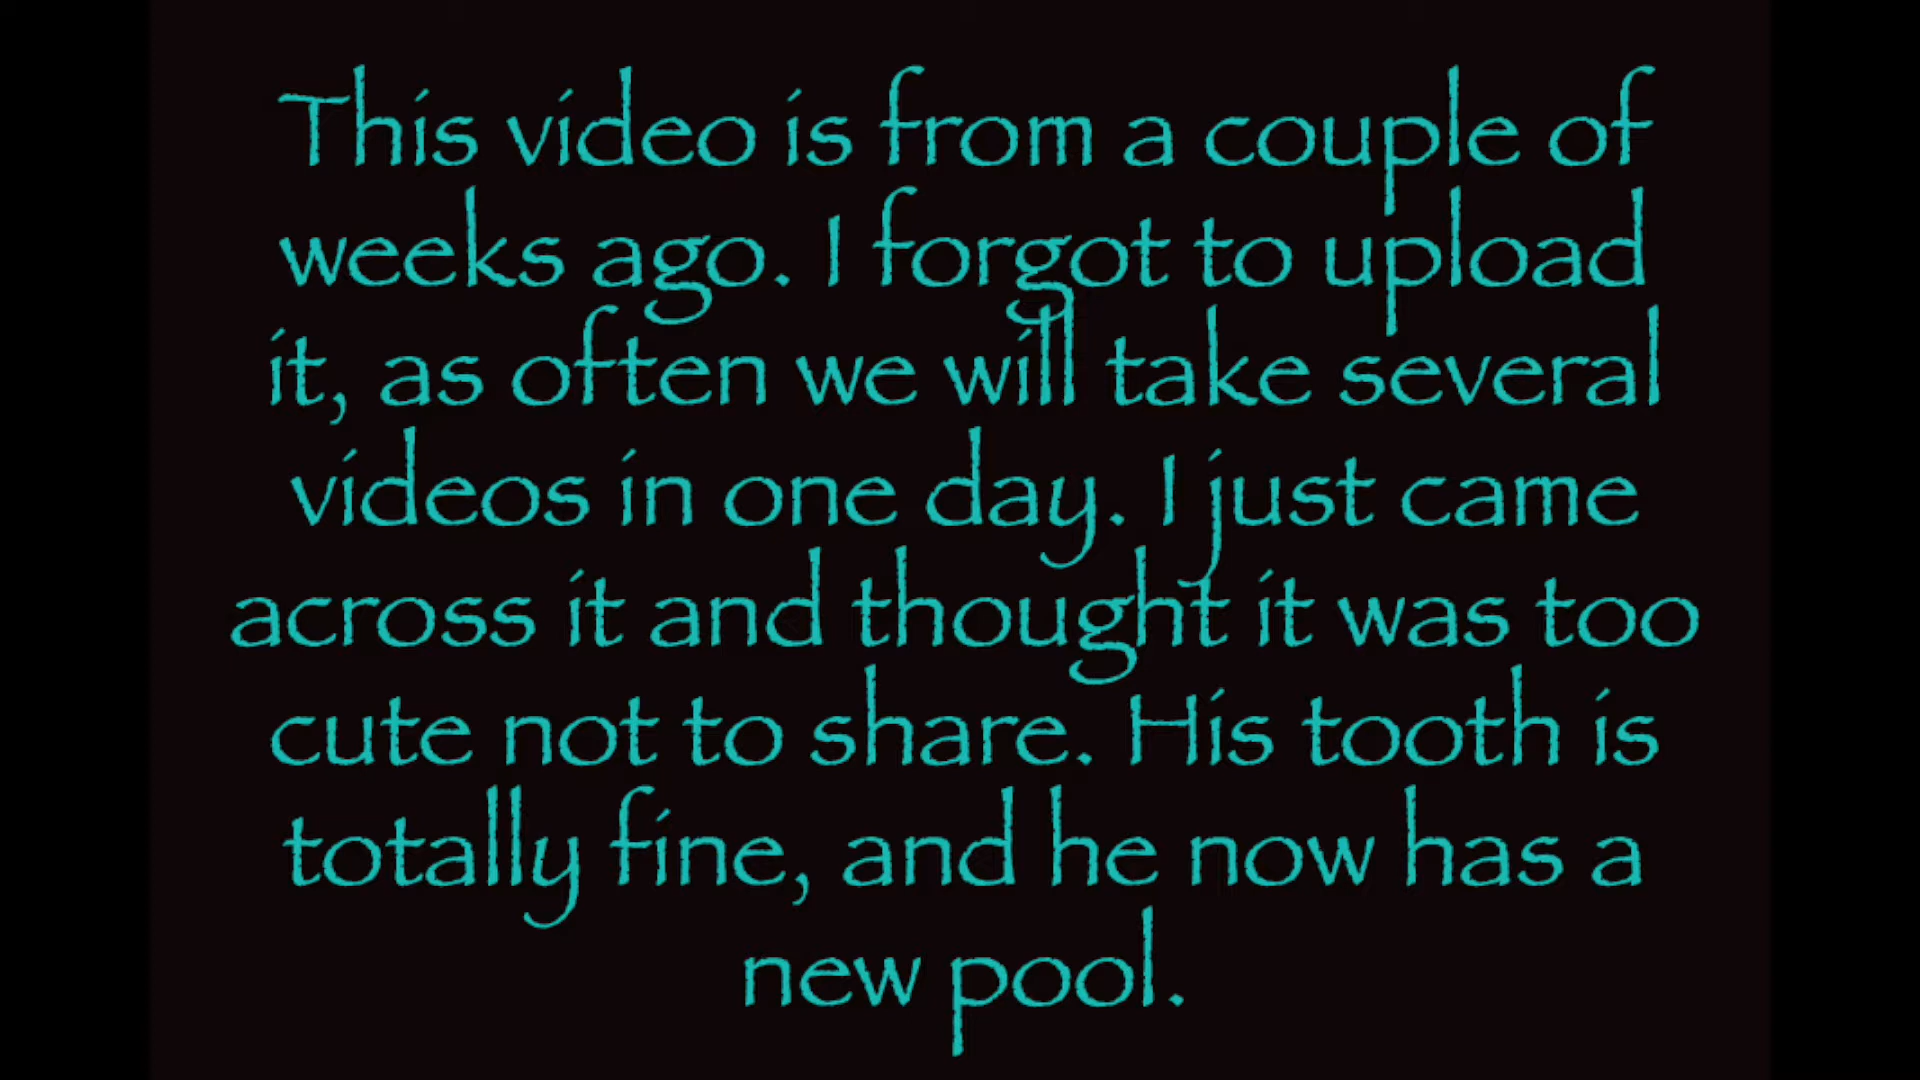 This video is from a couple of
weeks ago. I forgot to upload
it, as often we will take several
videos in one day. I just came
across it and thought it was too
cute not to share. His tooth is
totally fine, and he now has a
new pool.